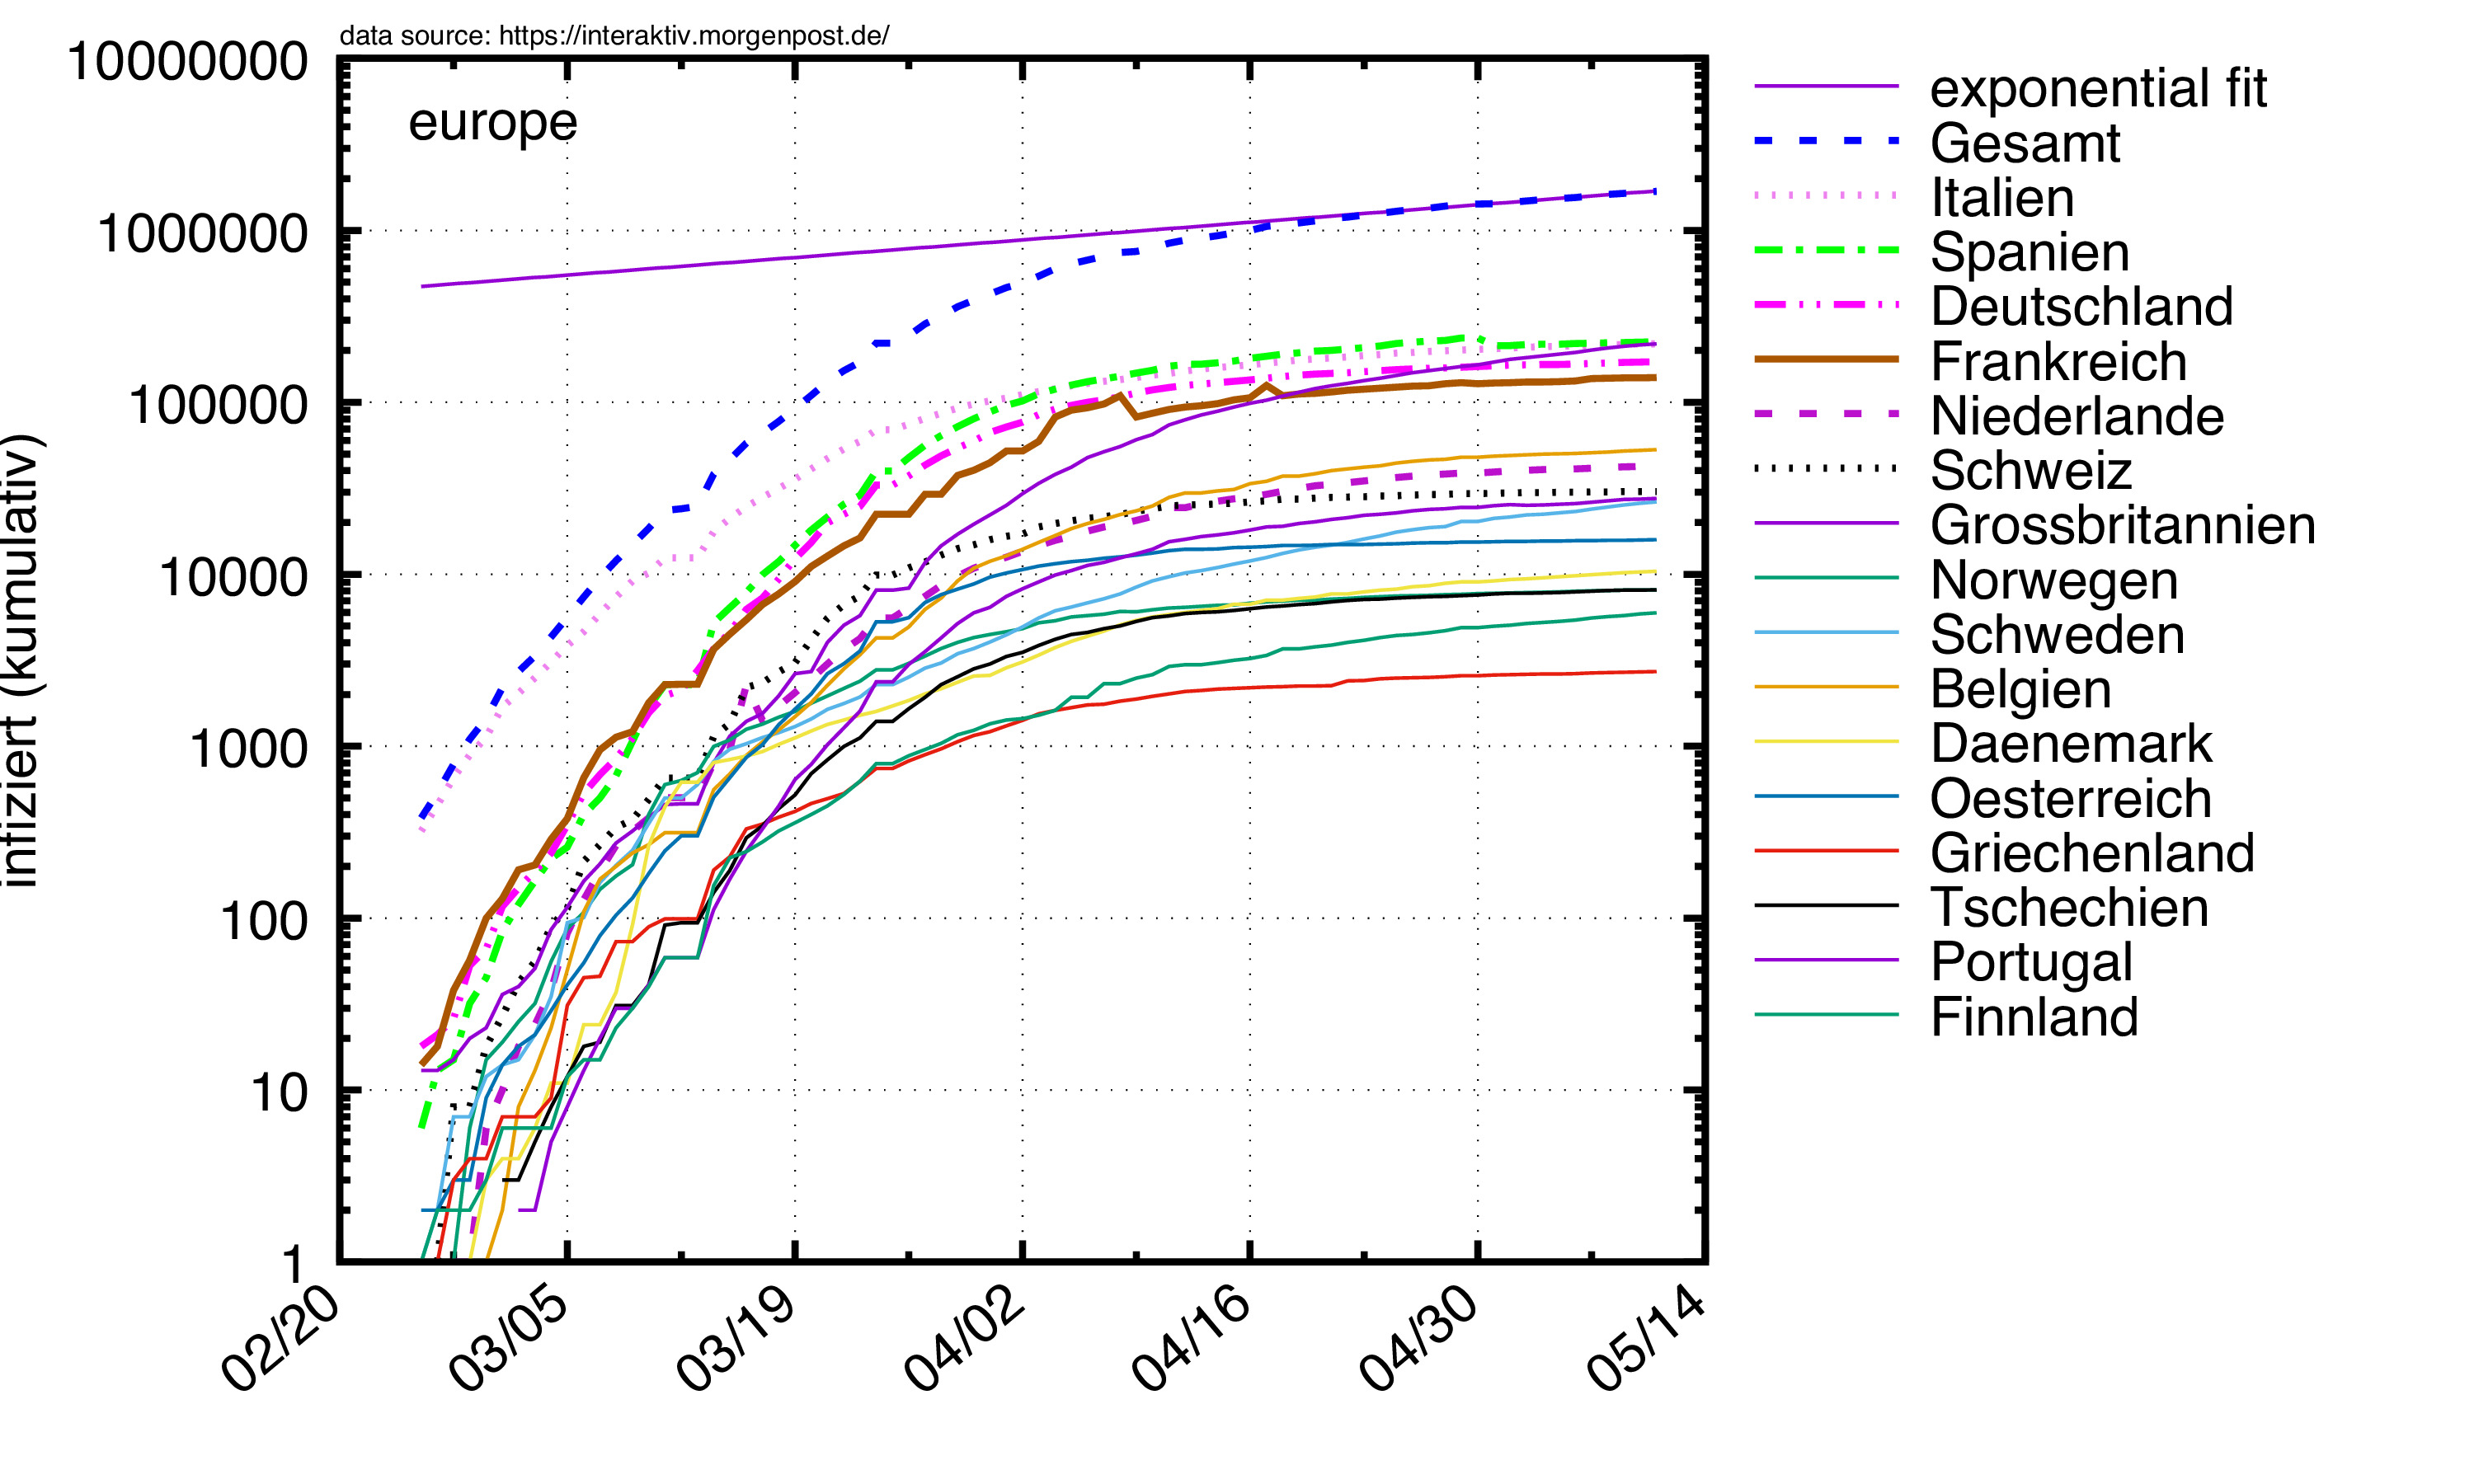 data source: https://interaktiv.morgenpost.de/
europe
infiziert (kumulativ)
10000000
1000000
100000
10000
1000
100
10
1
02/20
03/05
03/19
04/02
04/16
04/30
05/14
exponential fit
Gesamt
Italien
Spanien
Deutschland
Frankreich
Niederlande
Schweiz
Grossbritannien
Norwegen
Schweden
Belgien
Daenemark
Oesterreich
Griechenland
Tschechien
Portugal
Finnland